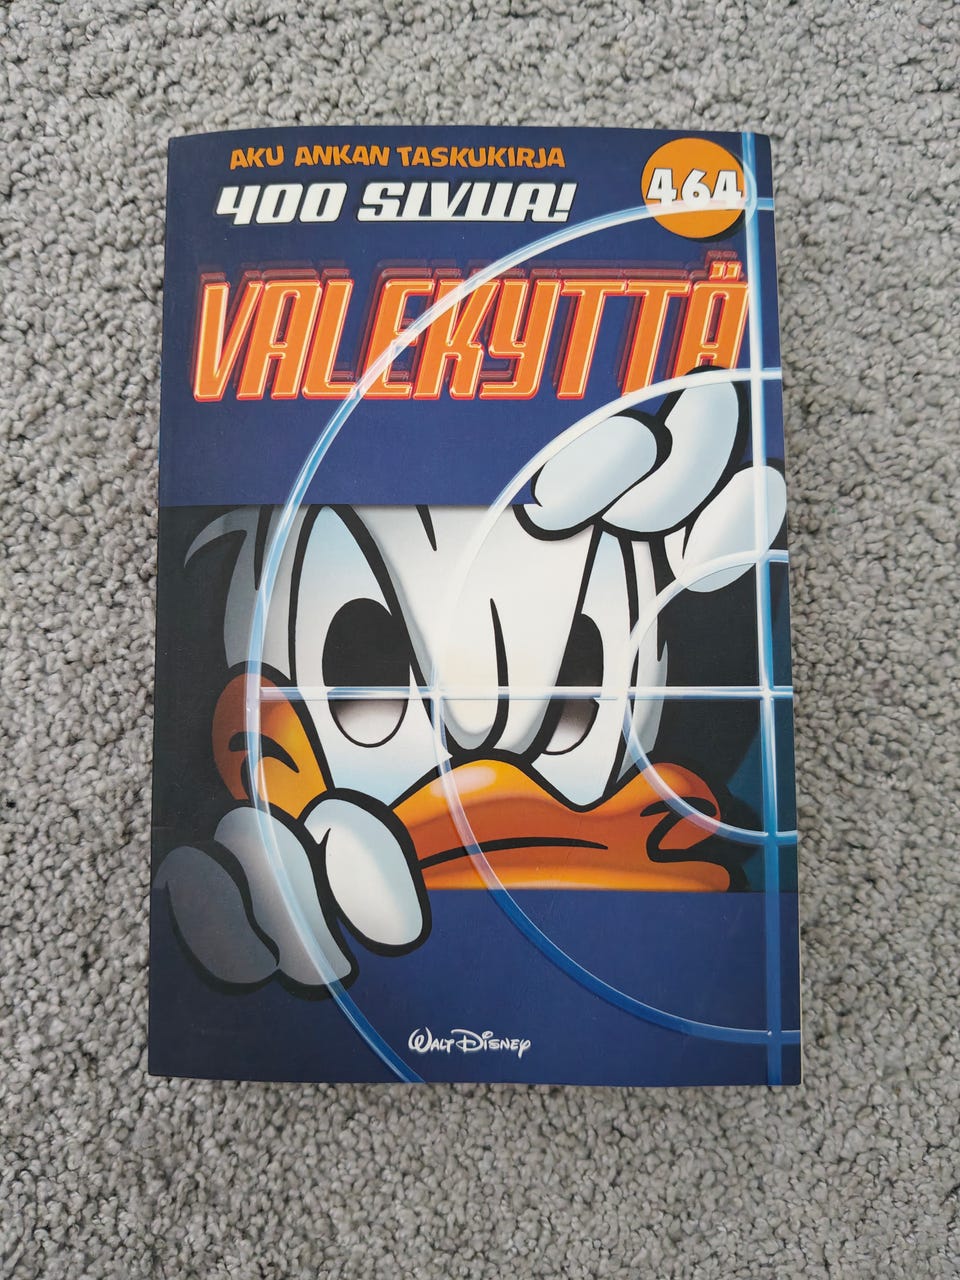 AKU ANKAN TASKUKIRJA
400 SIVUA!
464
VALEKYTTÄ
WALT DISNEY